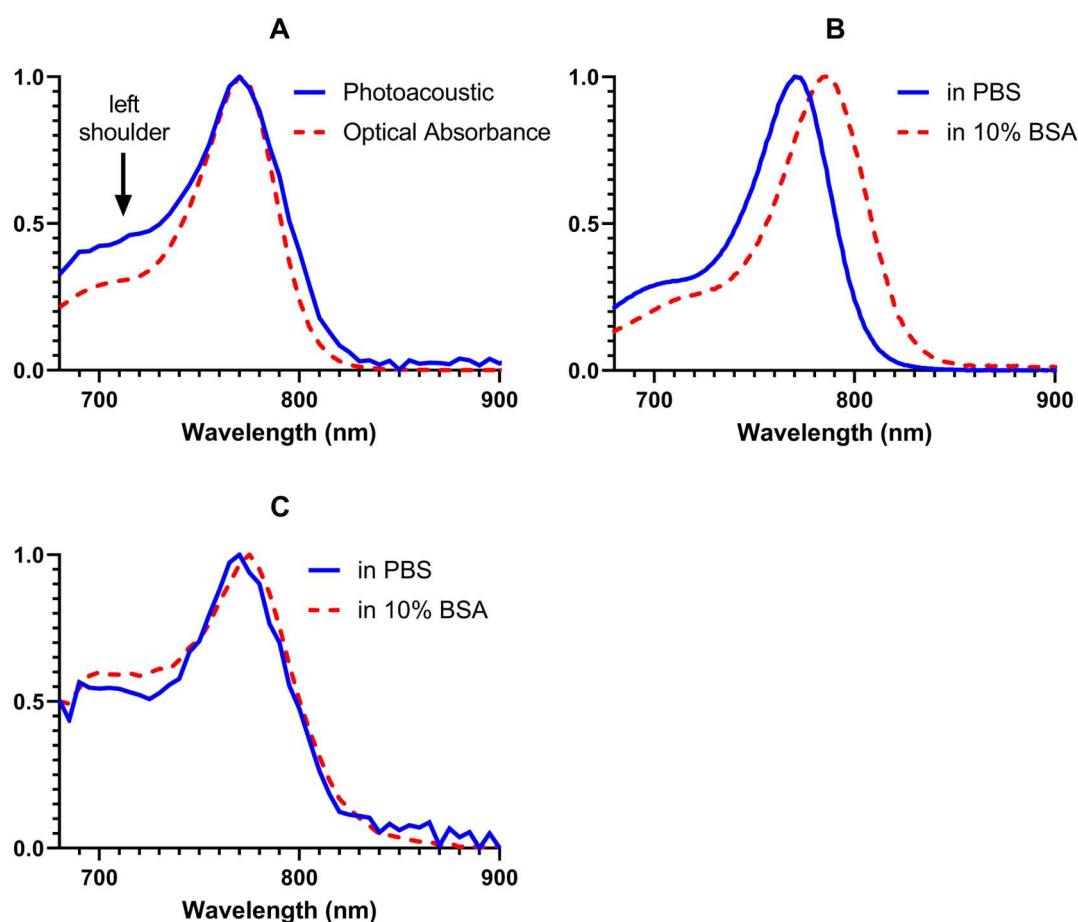 A
1.0
0.5
0.0
left
shoulder
Photoacoustic
Optical Absorbance
700
800
900
Wavelength (nm)
B
1.0
0.5
0.0
in PBS
in 10% BSA
700
800
900
Wavelength (nm)
C
1.0
0.5
0.0
in PBS
in 10% BSA
700
800
900
Wavelength (nm)